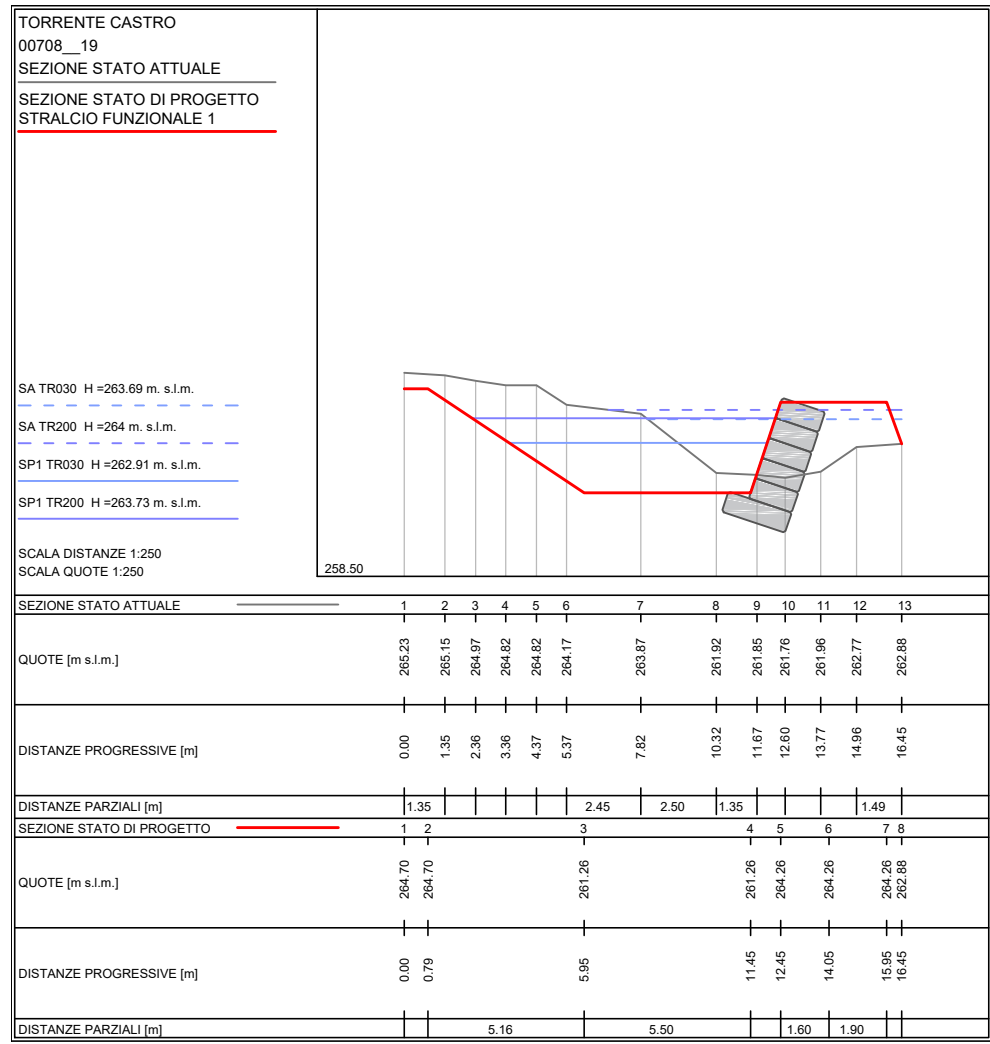 TORRENTE CASTRO
00708__19
SEZIONE STATO ATTUALE
SEZIONE STATO DI PROGETTO
STRALCIO FUNZIONALE 1
SA TR030 H =263.69 m. s.l.m.
SA TR200 H =264 m. s.l.m.
SP1 TR030 H =262.91 m. s.l.m.
SP1 TR200 H =263.73 m. s.l.m.
SCALA DISTANZE 1:250
SCALA QUOTE 1:250
258.50
SEZIONE STATO ATTUALE 1 2 3 4 5 6 7 8 9 10 11 12 13
QUOTE [m s.l.m.] 265.23 265.15 264.97 264.82 264.82 264.17 263.87 261.92 261.85 261.76 261.96 262.77 262.88
DISTANZE PROGRESSIVE [m] 0.00 1.35 2.36 3.36 4.37 5.37 7.82 10.32 11.67 12.60 13.77 14.96 16.45
DISTANZE PARZIALI [m] 1.35 2.45 2.50 1.35 1.49
SEZIONE STATO DI PROGETTO 1 2 3 4 5 6 7 8
QUOTE [m s.l.m.] 264.70 264.70 261.26 261.26 264.26 264.26 264.26 262.88
DISTANZE PROGRESSIVE [m] 0.00 0.79 5.95 11.45 12.45 14.05 15.95 16.45
DISTANZE PARZIALI [m] 5.16 5.50 1.60 1.90